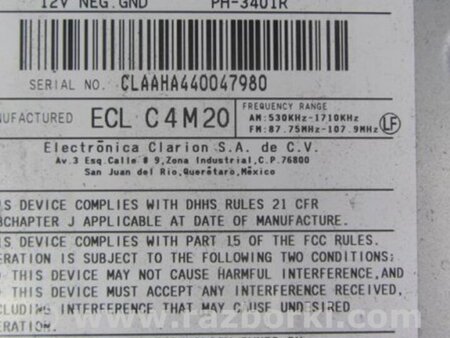 12V NEG.GND PH-3401R
SERIAL NO. CLAAHA440047980
NUFACTURED ECL C4M20
FREQUENCY RANGE
AM:530KHz-1710KHz
FM:87.75MHz-107.9MHz
LF
Electrónica Clarion S.A. de C.V.
Av.3 Esq.Calle # 9,Zona Industrial,C.P.76800
San Juan del Rio,Querétaro,México
IS DEVICE COMPLIES WITH DHHS RULES 21 CFR
BCHAPTER J APPLICABLE AT DATE OF MANUFACTURE.
IS DEVICE COMPLIES WITH PART 15 OF THE FCC RULES.
ERATION IS SUBJECT TO THE FOLLOWING TWO CONDITIONS;
THIS DEVICE MAY NOT CAUSE HARMFUL INTERFERENCE,AND
THIS DEVICE MUST ACCEPT ANY INTERFERENCE RECEIVED,
CLUDING INTERFERENCE THAT MAY CAUSE UNDESIRED
ERATION.
www.razborki.com